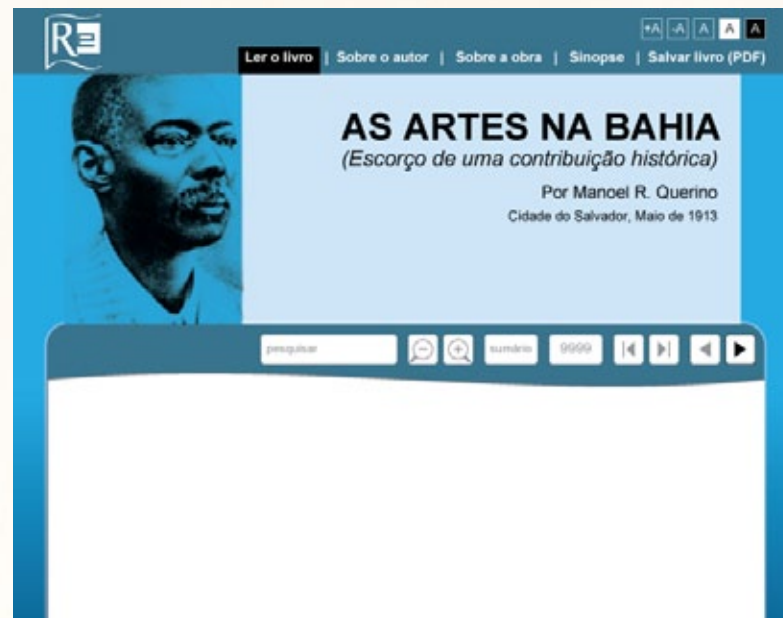 RE
+A -A A A A
Ler o livro | Sobre o autor | Sobre a obra | Sinopse | Salvar livro (PDF)
AS ARTES NA BAHIA
(Escorço de uma contribuição histórica)
Por Manoel R. Querino
Cidade do Salvador, Maio de 1913
pesquisar sumário 9999